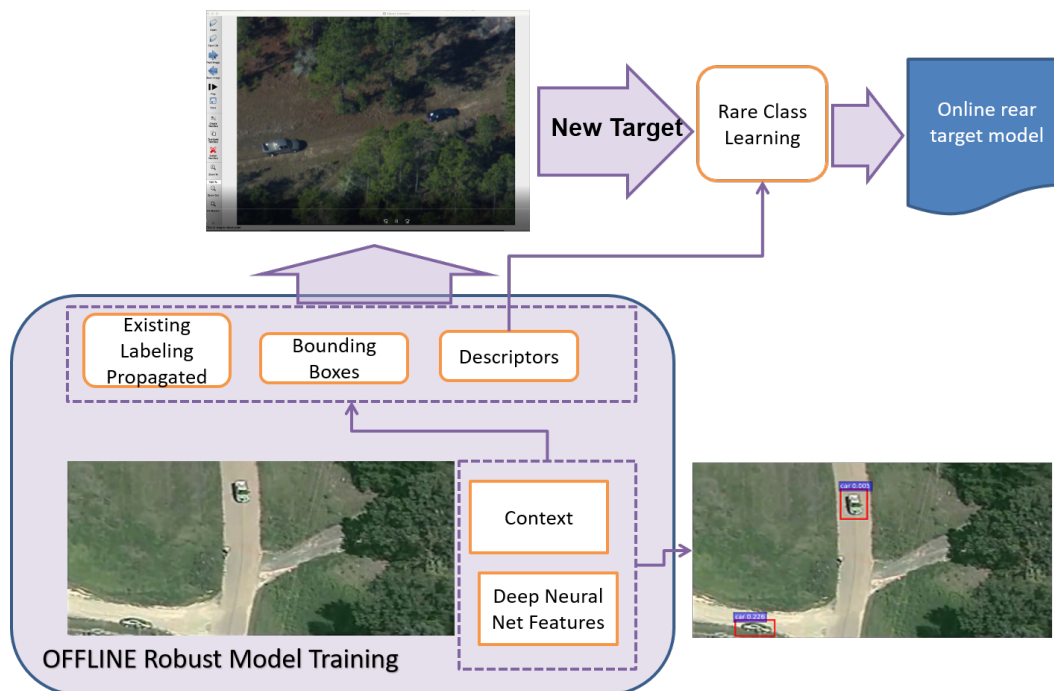 New Target
Rare Class
Learning
Online rear
target model
Existing
Labeling
Propagated
Bounding
Boxes
Descriptors
Context
Deep Neural
Net Features
car 0.005
car 0.226
OFFLINE Robust Model Training